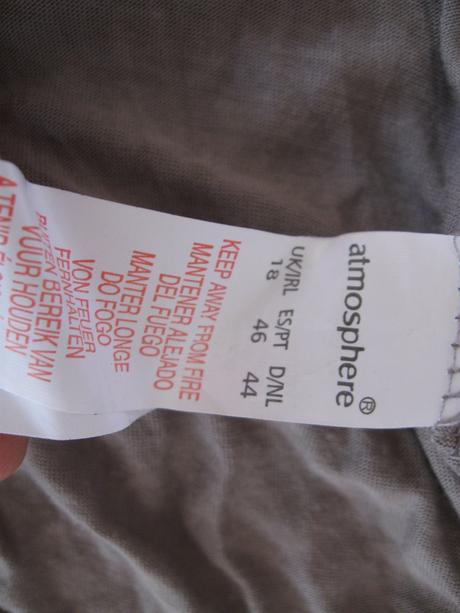 atmosphere®
UK/IRL ES/PT D/NL
18 46 44
KEEP AWAY FROM FIRE
MANTENER ALEJADO
DEL FUEGO
MANTER LONGE
DO FOGO
VON FEUER
FERNHALTEN
BUITEN BEREIK VAN
VUUR HOUDEN
A TENIR